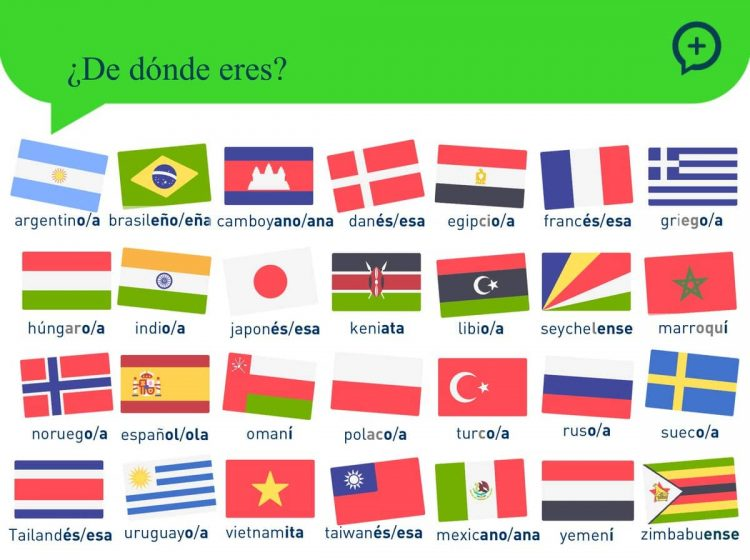 ¿De dónde eres?
argentino/a brasileño/eña camboyano/ana danés/esa egipcio/a francés/esa griego/a
húngaro/a indio/a japonés/esa keniata libio/a seychelense marroquí
noruego/a español/ola omaní polaco/a turco/a ruso/a sueco/a
Tailandés/esa uruguayo/a vietnamita taiwanés/esa mexicano/ana yemení zimbabuense